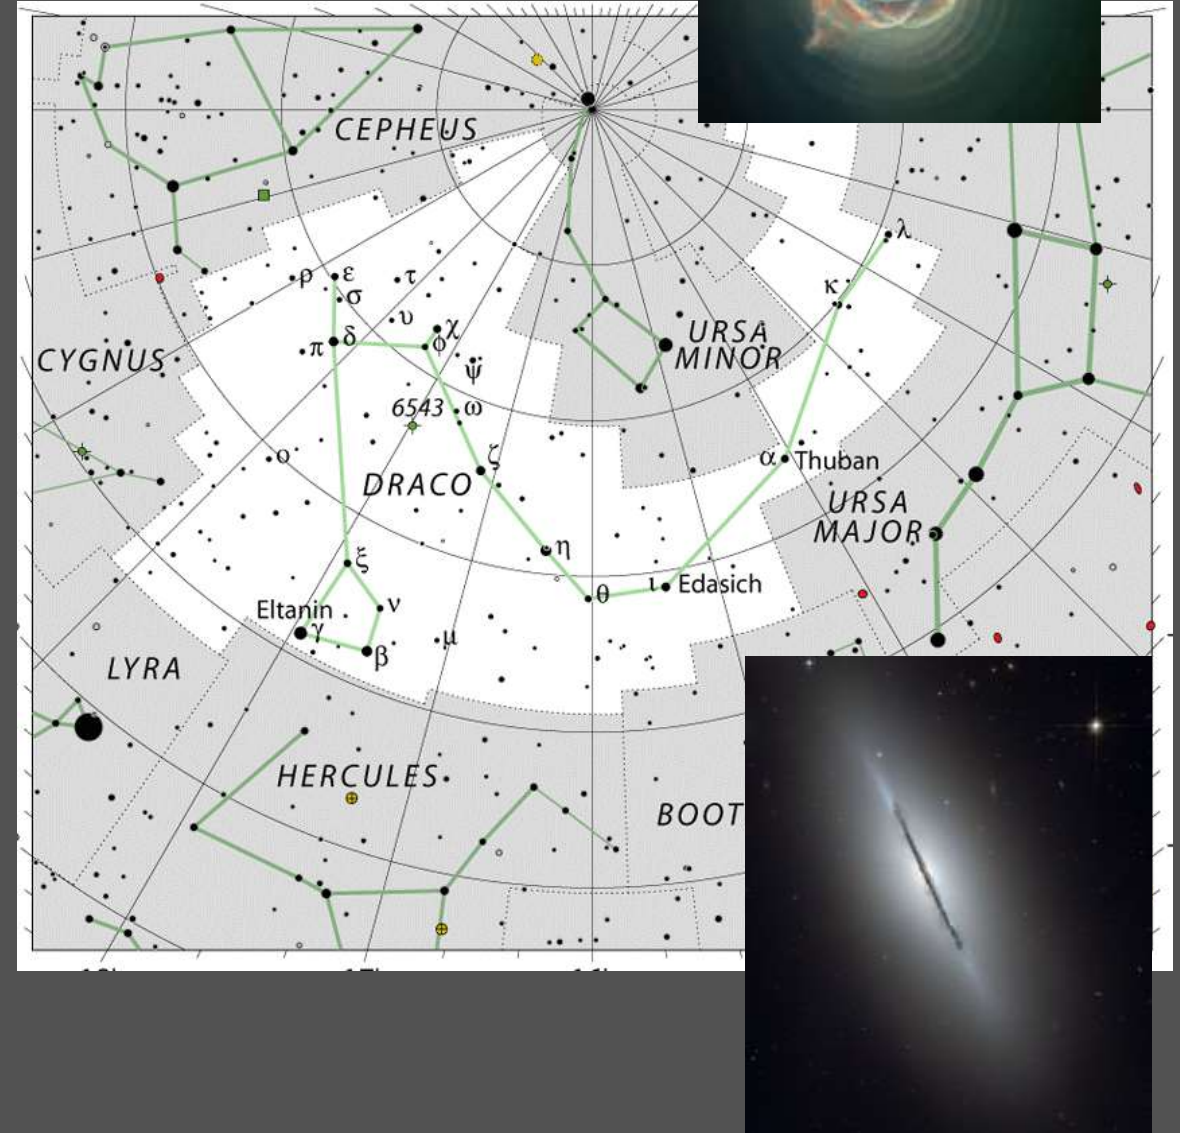 CEPHEUS
λ
ρ ε
τ
σ
κ
υ
χ
URSA
MINOR
π δ
φ
CYGNUS
ψ
6543
ω
ο
ζ
α Thuban
DRACO
URSA
MAJOR
η
ξ
θ
ι Edasich
Eltanin
ν
γ
μ
β
LYRA
HERCULES
BOOT